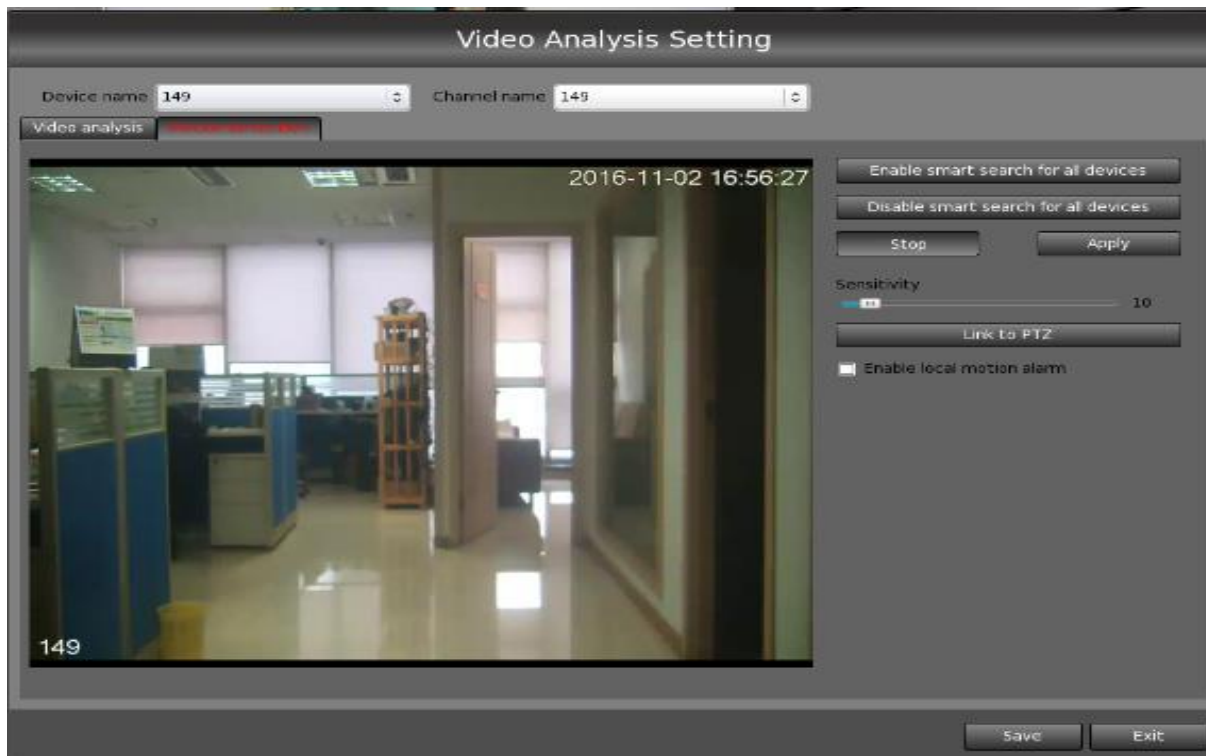 Video Analysis Setting
Device name 149 Channel name 149
Video analysis
2016-11-02 16:56:27
Enable smart search for all devices
Disable smart search for all devices
Stop Apply
Sensitivity
10
Link to PTZ
Enable local motion alarm
149
Save Exit